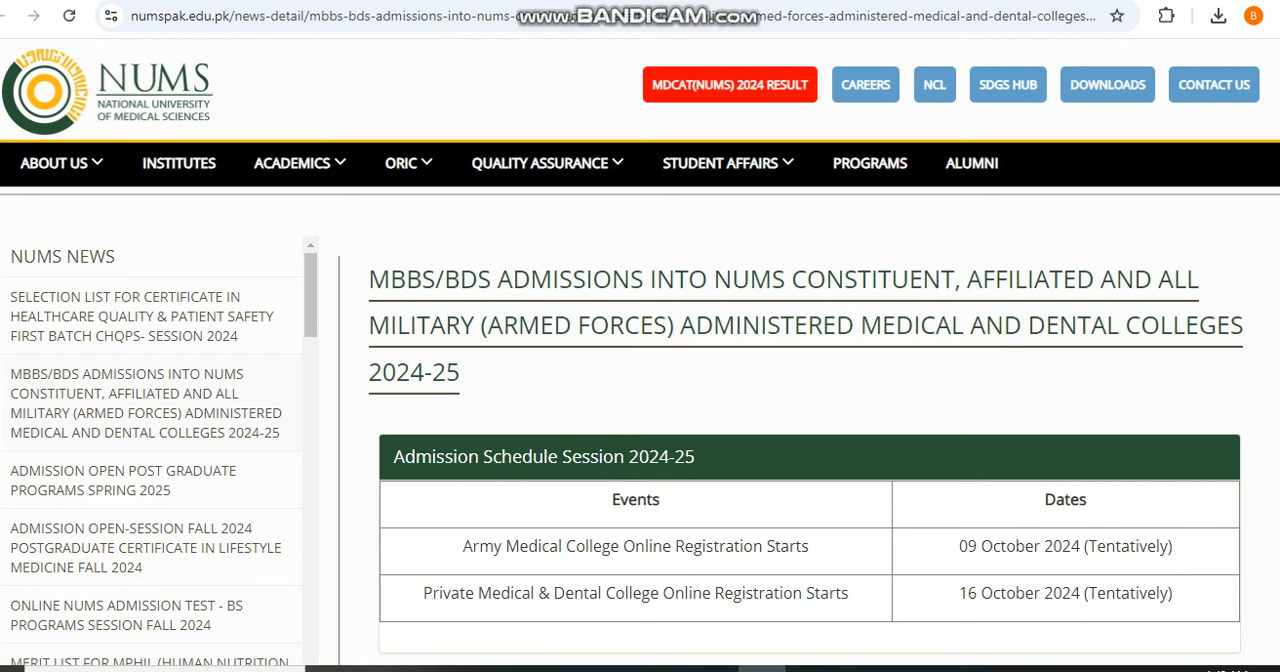 numspak.edu.pk/news-detail/mbbs-bds-admissions-into-nums-
www.BANDICAM.com
med-forces-administered-medical-and-dental-colleges...
B
NUMS
NATIONAL UNIVERSITY
OF MEDICAL SCIENCES
MDCAT(NUMS) 2024 RESULT
CAREERS
NCL
SDGS HUB
DOWNLOADS
CONTACT US
ABOUT US
INSTITUTES
ACADEMICS
ORIC
QUALITY ASSURANCE
STUDENT AFFAIRS
PROGRAMS
ALUMNI
NUMS NEWS
SELECTION LIST FOR CERTIFICATE IN
HEALTHCARE QUALITY & PATIENT SAFETY
FIRST BATCH CHQPS- SESSION 2024
MBBS/BDS ADMISSIONS INTO NUMS
CONSTITUENT, AFFILIATED AND ALL
MILITARY (ARMED FORCES) ADMINISTERED
MEDICAL AND DENTAL COLLEGES 2024-25
ADMISSION OPEN POST GRADUATE
PROGRAMS SPRING 2025
ADMISSION OPEN-SESSION FALL 2024
POSTGRADUATE CERTIFICATE IN LIFESTYLE
MEDICINE FALL 2024
ONLINE NUMS ADMISSION TEST - BS
PROGRAMS SESSION FALL 2024
MERIT LIST FOR MPHIL (HUMAN NUTRITION
MBBS/BDS ADMISSIONS INTO NUMS CONSTITUENT, AFFILIATED AND ALL
MILITARY (ARMED FORCES) ADMINISTERED MEDICAL AND DENTAL COLLEGES
2024-25
Admission Schedule Session 2024-25
Events
Dates
Army Medical College Online Registration Starts
09 October 2024 (Tentatively)
Private Medical & Dental College Online Registration Starts
16 October 2024 (Tentatively)